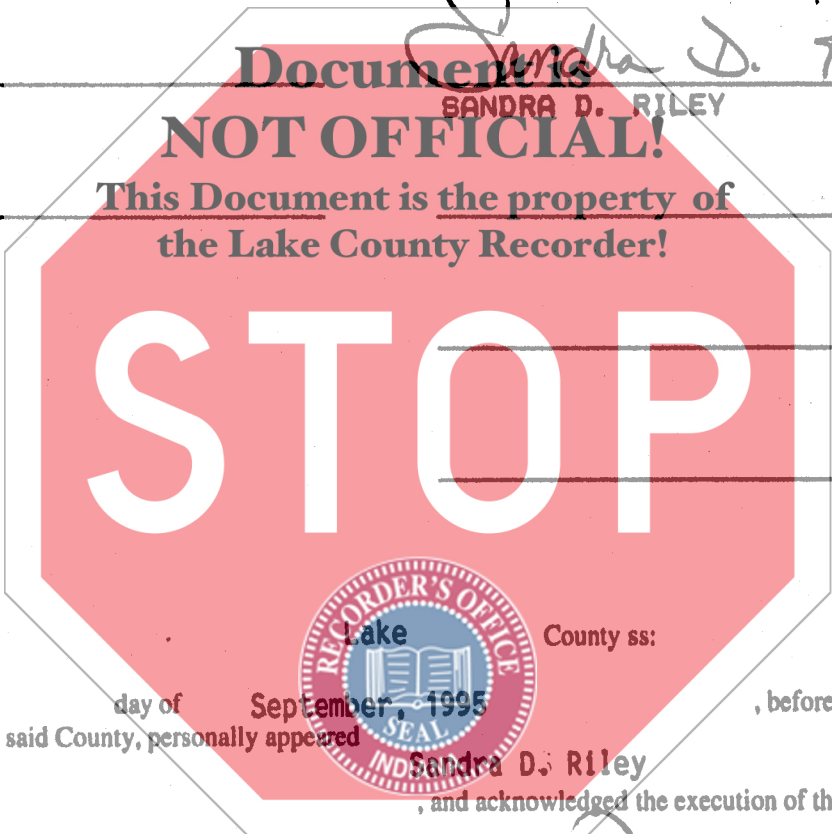 Sandra D.
Document is
SANDRA D. RILEY
NOT OFFICIAL!
This Document is the property of
the Lake County Recorder!
STOP
RECORDER'S OFFICE
Lake County ss:
day of September, 1995 , before
SEAL
said County, personally appeared
INDIANA
Sandra D. Riley
, and acknowledged the execution of th